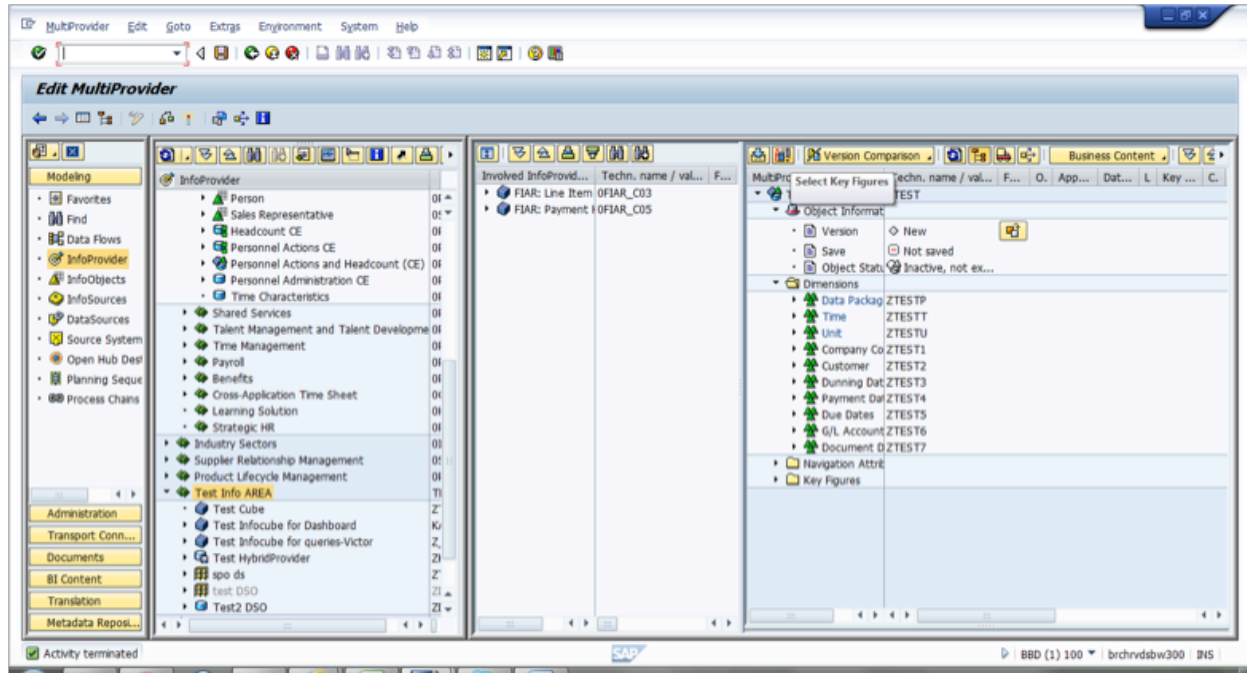 MultiProvider Edit Goto Extras Environment System Help
Edit MultiProvider
Modeling
Favorites
Find
Data Flows
InfoProvider
InfoObjects
InfoSources
DataSources
Source System
Open Hub Dest
Planning Seque
Process Chains
Administration
Transport Conn...
Documents
BI Content
Translation
Metadata Reposi...
InfoProvider
Person
Sales Representative
Headcount CE
Personnel Actions CE
Personnel Actions and Headcount (CE)
Personnel Administration CE
Time Characteristics
Shared Services
Talent Management and Talent Developme
Time Management
Payroll
Benefits
Cross-Application Time Sheet
Learning Solution
Strategic HR
Industry Sectors
Supplier Relationship Management
Product Lifecycle Management
Test Info AREA
Test Cube
Test Infocube for Dashboard
Test Infocube for queries-Victor
Test HybridProvider
spo ds
test DSO
Test2 DSO
Involved InfoProvid... Techn. name / val... F...
FIAR: Line Item 0FIAR_C03
FIAR: Payment 0FIAR_C05
Version Comparison Business Content
MultiPro Techn. name / val... F... O. App... Dat... L Key ... C.
Select Key Figures
Object Informat
Version New
Save Not saved
Object Statu Inactive, not ex...
Dimensions
Data Packag ZTESTP
Time ZTESTT
Unit ZTESTU
Company Co ZTEST1
Customer ZTEST2
Dunning Dat ZTEST3
Payment Dat ZTEST4
Due Dates ZTEST5
G/L Account ZTEST6
Document D ZTEST7
Navigation Attrib
Key Figures
Activity terminated SAP BBD (1) 100 brchrvdsbw300 INS